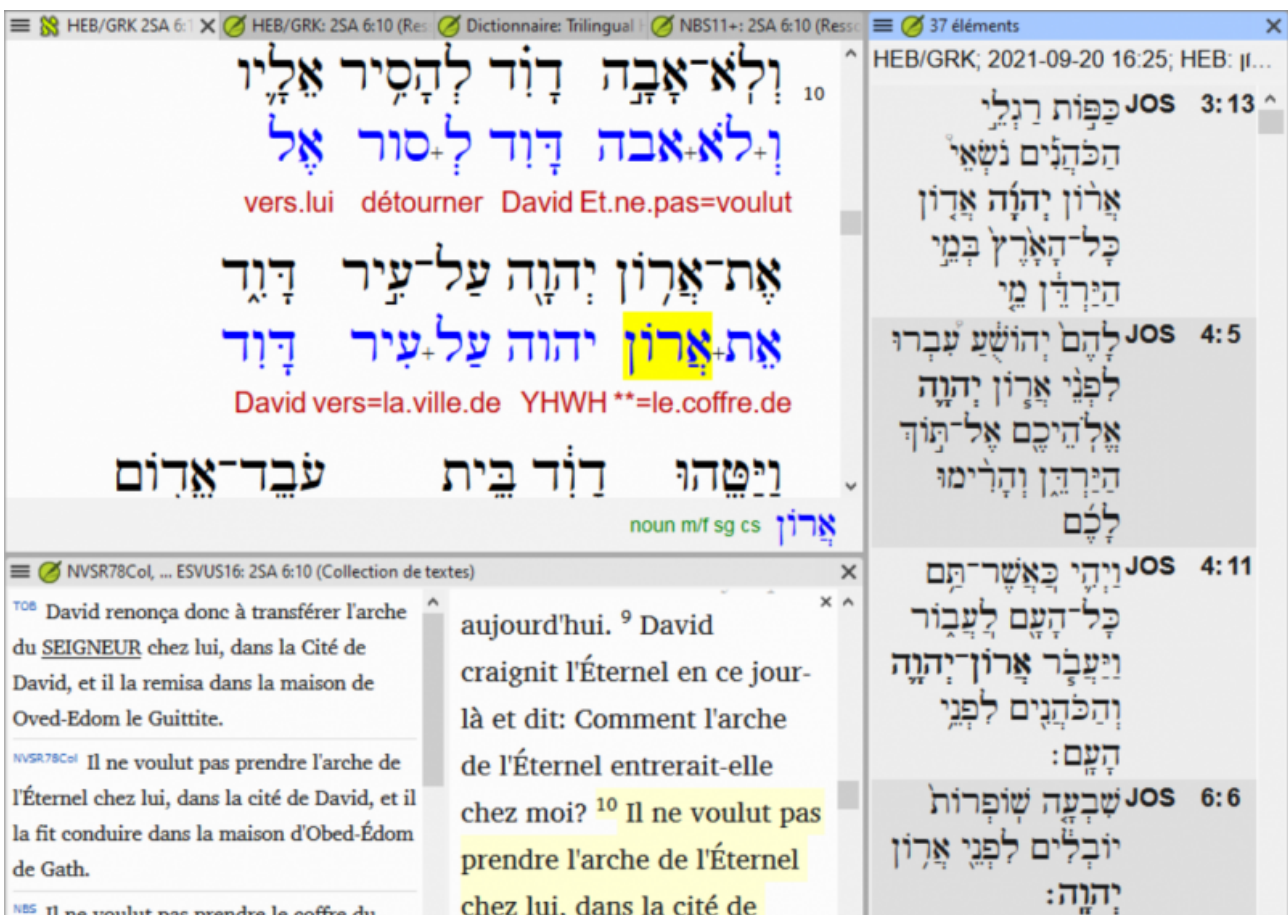 HEB/GRK 2SA 6:1
HEB/GRK: 2SA 6:10 (Res
Dictionnaire: Trilingual
NBS11+: 2SA 6:10 (Resso
וְלֹֽא־אָבָ֣ה דָוִ֗ד לְהָסִ֥יר אֵלָ֛יו 10
וְ+לֹא+אבה דָּוִד לְ+סור אֶל
vers.lui détourner David Et.ne.pas=voulut
אֶת־אֲר֥וֹן יְהוָ֖ה עַל־עִ֣יר דָּוִ֑ד
אֵת+אֲרוֹן יהוה עַל+עִיר דָּוִד
David vers=la.ville.de YHWH **=le.coffre.de
וַיַּטֵּ֣הוּ דָוִ֔ד בֵּ֖ית עֹבֵֽד־אֱד֥וֹם
noun m/f sg cs אֲרוֹן
NVSR78Col, ... ESVUS16: 2SA 6:10 (Collection de textes)
TOB David renonça donc à transférer l'arche
du SEIGNEUR chez lui, dans la Cité de
David, et il la remisa dans la maison de
Oved-Edom le Guittite.
NVSR78Col Il ne voulut pas prendre l'arche de
l'Éternel chez lui, dans la cité de David, et il
la fit conduire dans la maison d'Obed-Édom
de Gath.
NBS Il ne voulut pas prendre le coffre du
aujourd'hui. 9 David
craignit l'Éternel en ce jour-
là et dit: Comment l'arche
de l'Éternel entrerait-elle
chez moi? 10 Il ne voulut pas
prendre l'arche de l'Éternel
chez lui, dans la cité de
37 éléments
HEB/GRK; 2021-09-20 16:25; HEB: ...
JOS 3:13 כַּפּ֣וֹת רַגְלֵ֣י
הַכֹּהֲנִ֡ים נֹשְׂאֵי֩
אֲר֨וֹן יְהוָ֜ה אֲד֤וֹן
כָּל־הָאָ֙רֶץ֙ בְּמֵ֣י
הַיַּרְדֵּ֔ן מֵ֤י
JOS 4:5 לָהֶם֙ יְהוֹשֻׁ֔עַ עִ֠בְרוּ
לִפְנֵ֨י אֲר֧וֹן יְהוָ֛ה
אֱלֹֽהֵיכֶ֖ם אֶל־תּ֣וֹךְ
הַיַּרְדֵּ֑ן וְהָרִ֨ימוּ
לָכֶ֜ם
JOS 4:11 וַיְהִ֛י כַּֽאֲשֶׁר־תַּ֥ם
כָּל־הָעָ֖ם לַֽעֲב֑וֹר
וַיַּעֲבֹ֧ר אֲרוֹן־יְהוָ֛ה
וְהַכֹּהֲנִ֖ים לִפְנֵ֥י
הָעָֽם׃
JOS 6:6 שִׁבְעָ֤ה שֽׁוֹפְרוֹת֙
יוֹבְלִ֔ים לִפְנֵ֖י אֲר֥וֹן
יְהוָֽה׃